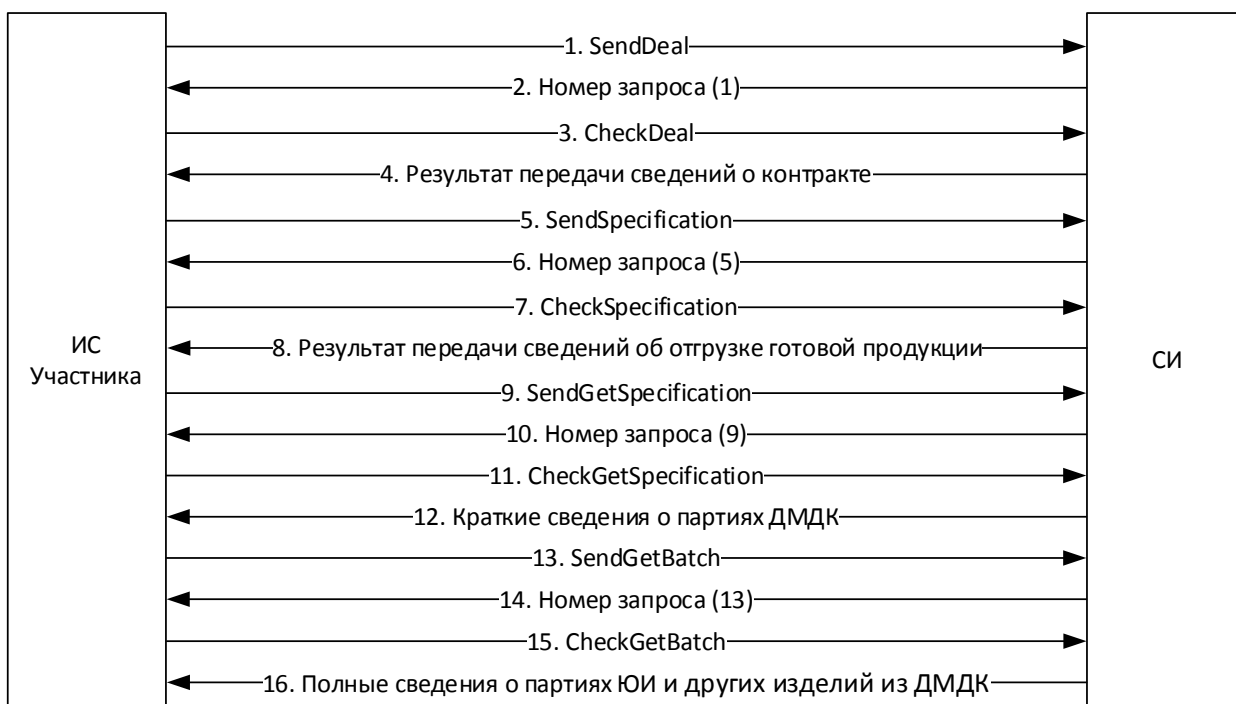 1. SendDeal
2. Номер запроса (1)
3. CheckDeal
4. Результат передачи сведений о контракте
5. SendSpecification
6. Номер запроса (5)
7. CheckSpecification
8. Результат передачи сведений об отгрузке готовой продукции
ИС
Участника
СИ
9. SendGetSpecification
10. Номер запроса (9)
11. CheckGetSpecification
12. Краткие сведения о партиях ДМДК
13. SendGetBatch
14. Номер запроса (13)
15. CheckGetBatch
16. Полные сведения о партиях ЮИ и других изделий из ДМДК